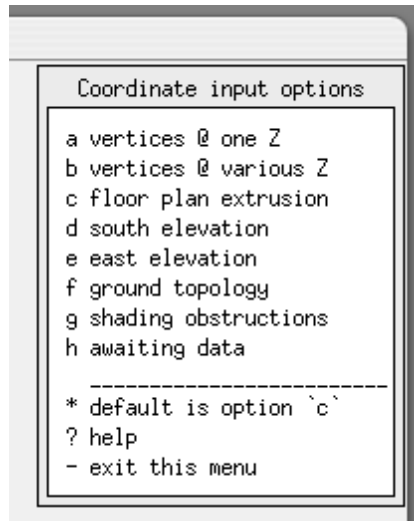 Coordinate input options
a vertices @ one Z
b vertices @ various Z
c floor plan extrusion
d south elevation
e east elevation
f ground topology
g shading obstructions
h awaiting data
_________________________
* default is option `c`
? help
- exit this menu